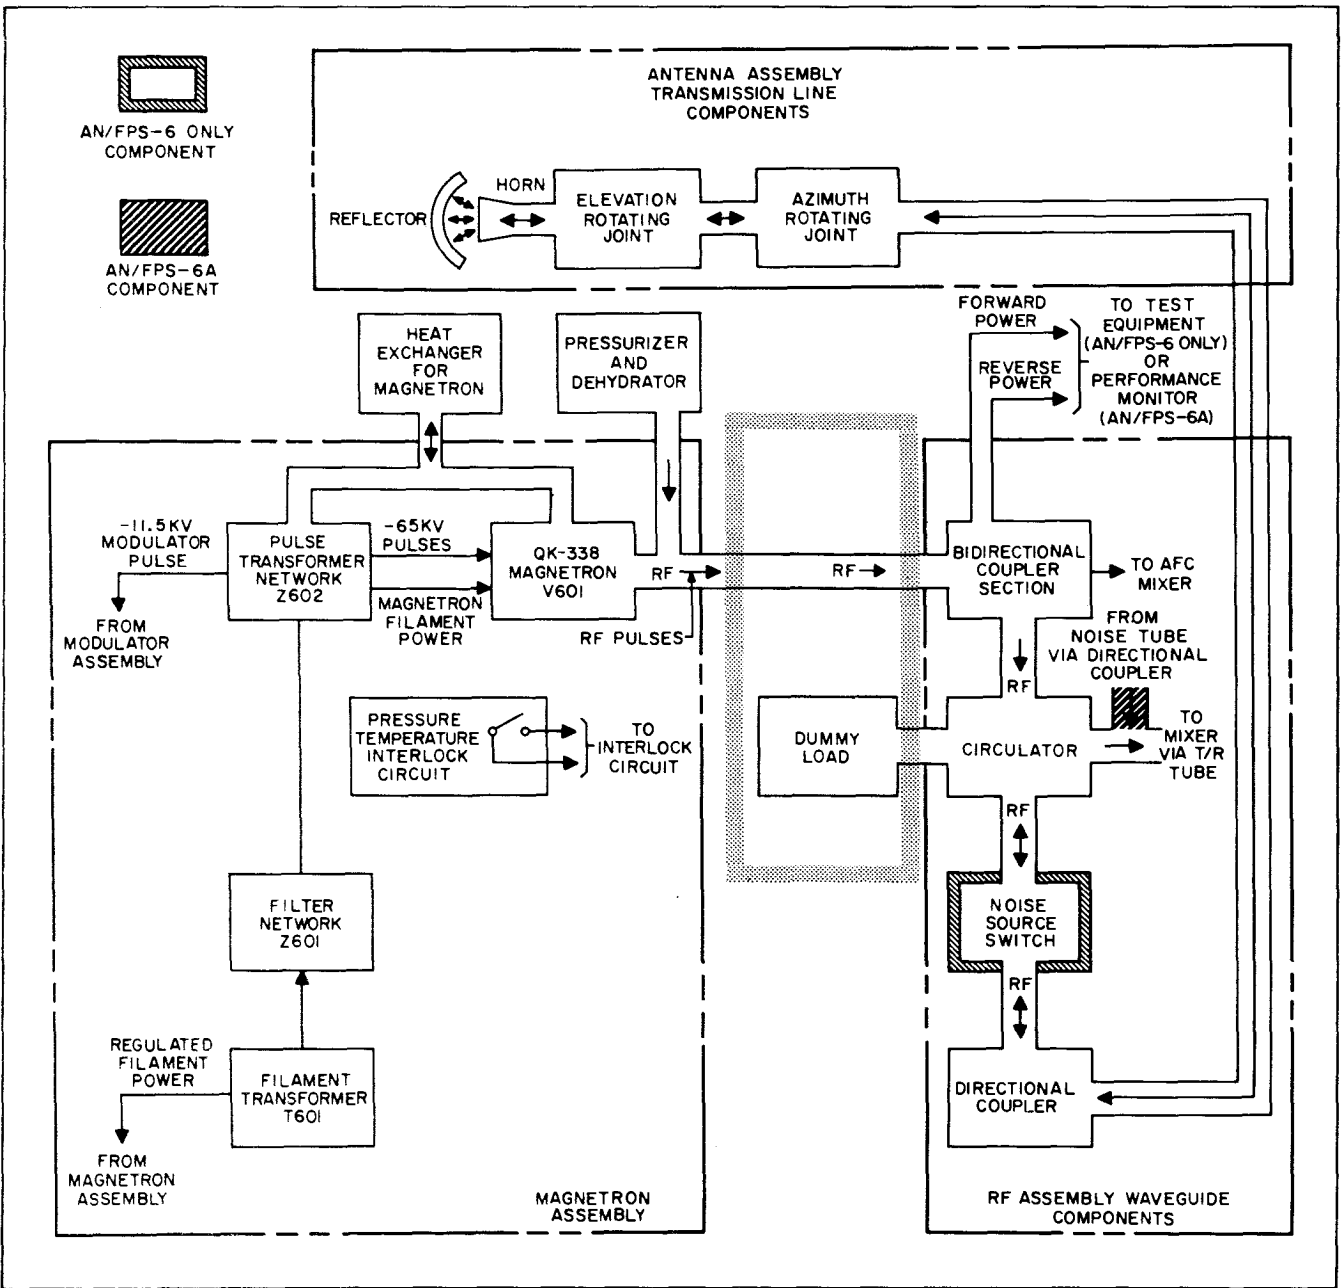 AN/FPS-6 ONLY
COMPONENT
AN/FPS-6A
COMPONENT
ANTENNA ASSEMBLY
TRANSMISSION LINE
COMPONENTS
REFLECTOR
HORN
ELEVATION
ROTATING
JOINT
AZIMUTH
ROTATING
JOINT
HEAT
EXCHANGER
FOR
MAGNETRON
PRESSURIZER
AND
DEHYDRATOR
FORWARD
POWER
REVERSE
POWER
TO TEST
EQUIPMENT
(AN/FPS-6 ONLY)
OR
PERFORMANCE
MONITOR
(AN/FPS-6A)
-11.5KV
MODULATOR
PULSE
FROM
MODULATOR
ASSEMBLY
PULSE
TRANSFORMER
NETWORK
Z602
-65KV
PULSES
MAGNETRON
FILAMENT
POWER
QK-338
MAGNETRON
V601
RF
RF PULSES
RF
BIDIRECTIONAL
COUPLER
SECTION
TO AFC
MIXER
RF
FROM
NOISE TUBE
VIA DIRECTIONAL
COUPLER
PRESSURE
TEMPERATURE
INTERLOCK
CIRCUIT
TO
INTERLOCK
CIRCUIT
DUMMY
LOAD
CIRCULATOR
TO
MIXER
VIA T/R
TUBE
RF
NOISE
SOURCE
SWITCH
RF
FILTER
NETWORK
Z601
REGULATED
FILAMENT
POWER
FILAMENT
TRANSFORMER
T601
FROM
MAGNETRON
ASSEMBLY
DIRECTIONAL
COUPLER
MAGNETRON
ASSEMBLY
RF ASSEMBLY WAVEGUIDE
COMPONENTS